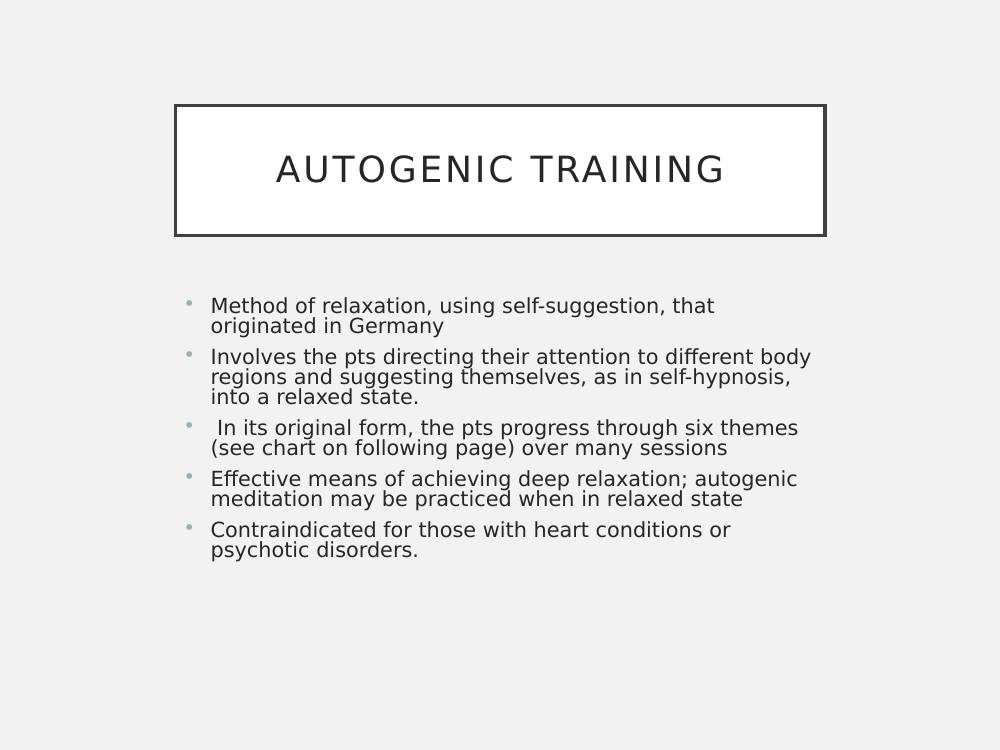 AUTOGENIC TRAINING
• Method of relaxation, using self-suggestion, that
originated in Germany
• Involves the pts directing their attention to different body
regions and suggesting themselves, as in self-hypnosis,
into a relaxed state.
• In its original form, the pts progress through six themes
(see chart on following page) over many sessions
• Effective means of achieving deep relaxation; autogenic
meditation may be practiced when in relaxed state
• Contraindicated for those with heart conditions or
psychotic disorders.